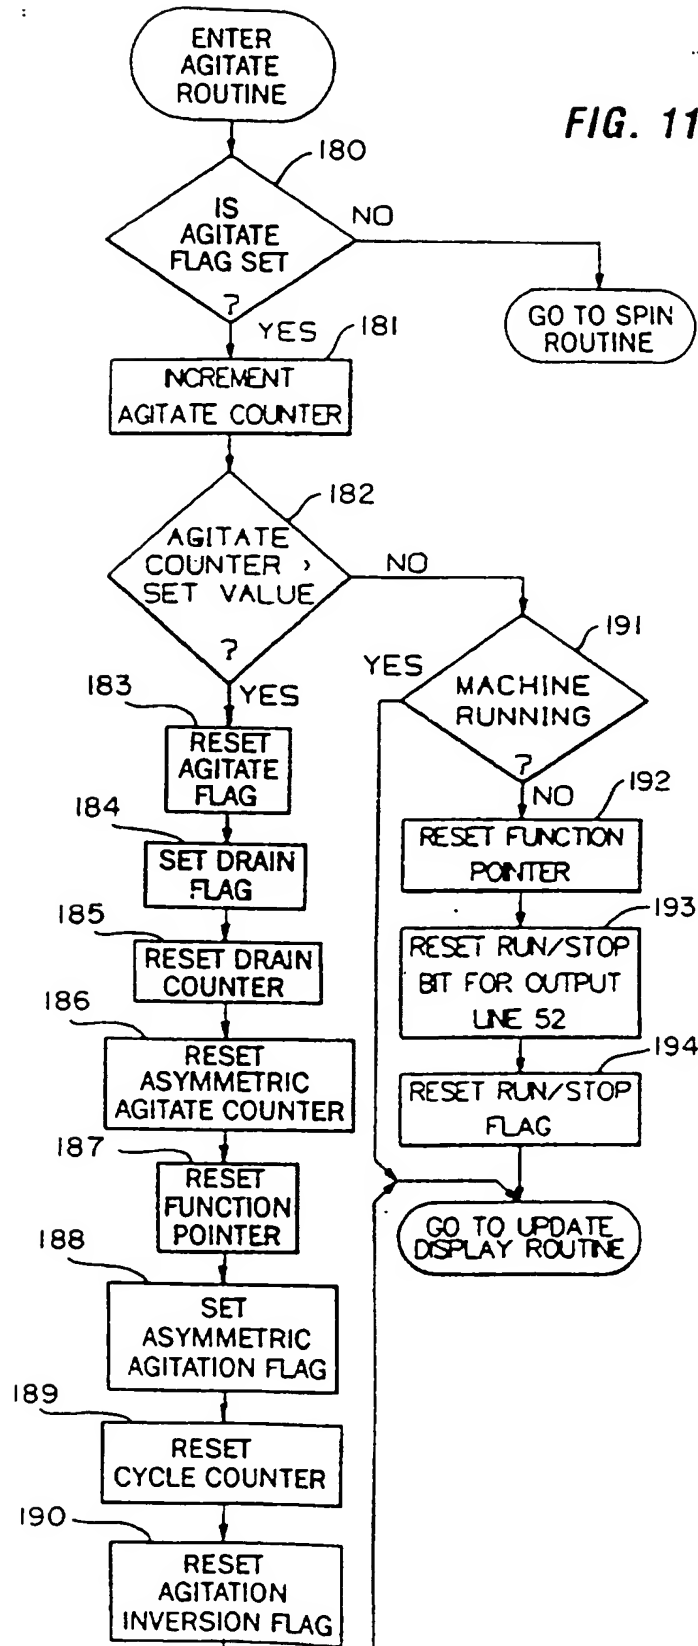 ENTER
AGITATE
ROUTINE
FIG. 11
180
IS
AGITATE
FLAG SET
?
NO
YES
GO TO SPIN
ROUTINE
181
INCREMENT
AGITATE COUNTER
182
AGITATE
COUNTER >
SET VALUE
?
NO
YES
191
MACHINE
RUNNING
?
YES
NO
183
RESET
AGITATE
FLAG
184
SET DRAIN
FLAG
185
RESET DRAIN
COUNTER
186
RESET
ASYMMETRIC
AGITATE COUNTER
187
RESET
FUNCTION
POINTER
188
SET
ASYMMETRIC
AGITATION FLAG
189
RESET
CYCLE COUNTER
190
RESET
AGITATION
INVERSION FLAG
192
RESET FUNCTION
POINTER
193
RESET RUN/STOP
BIT FOR OUTPUT
LINE 52
194
RESET RUN/STOP
FLAG
GO TO UPDATE
DISPLAY ROUTINE